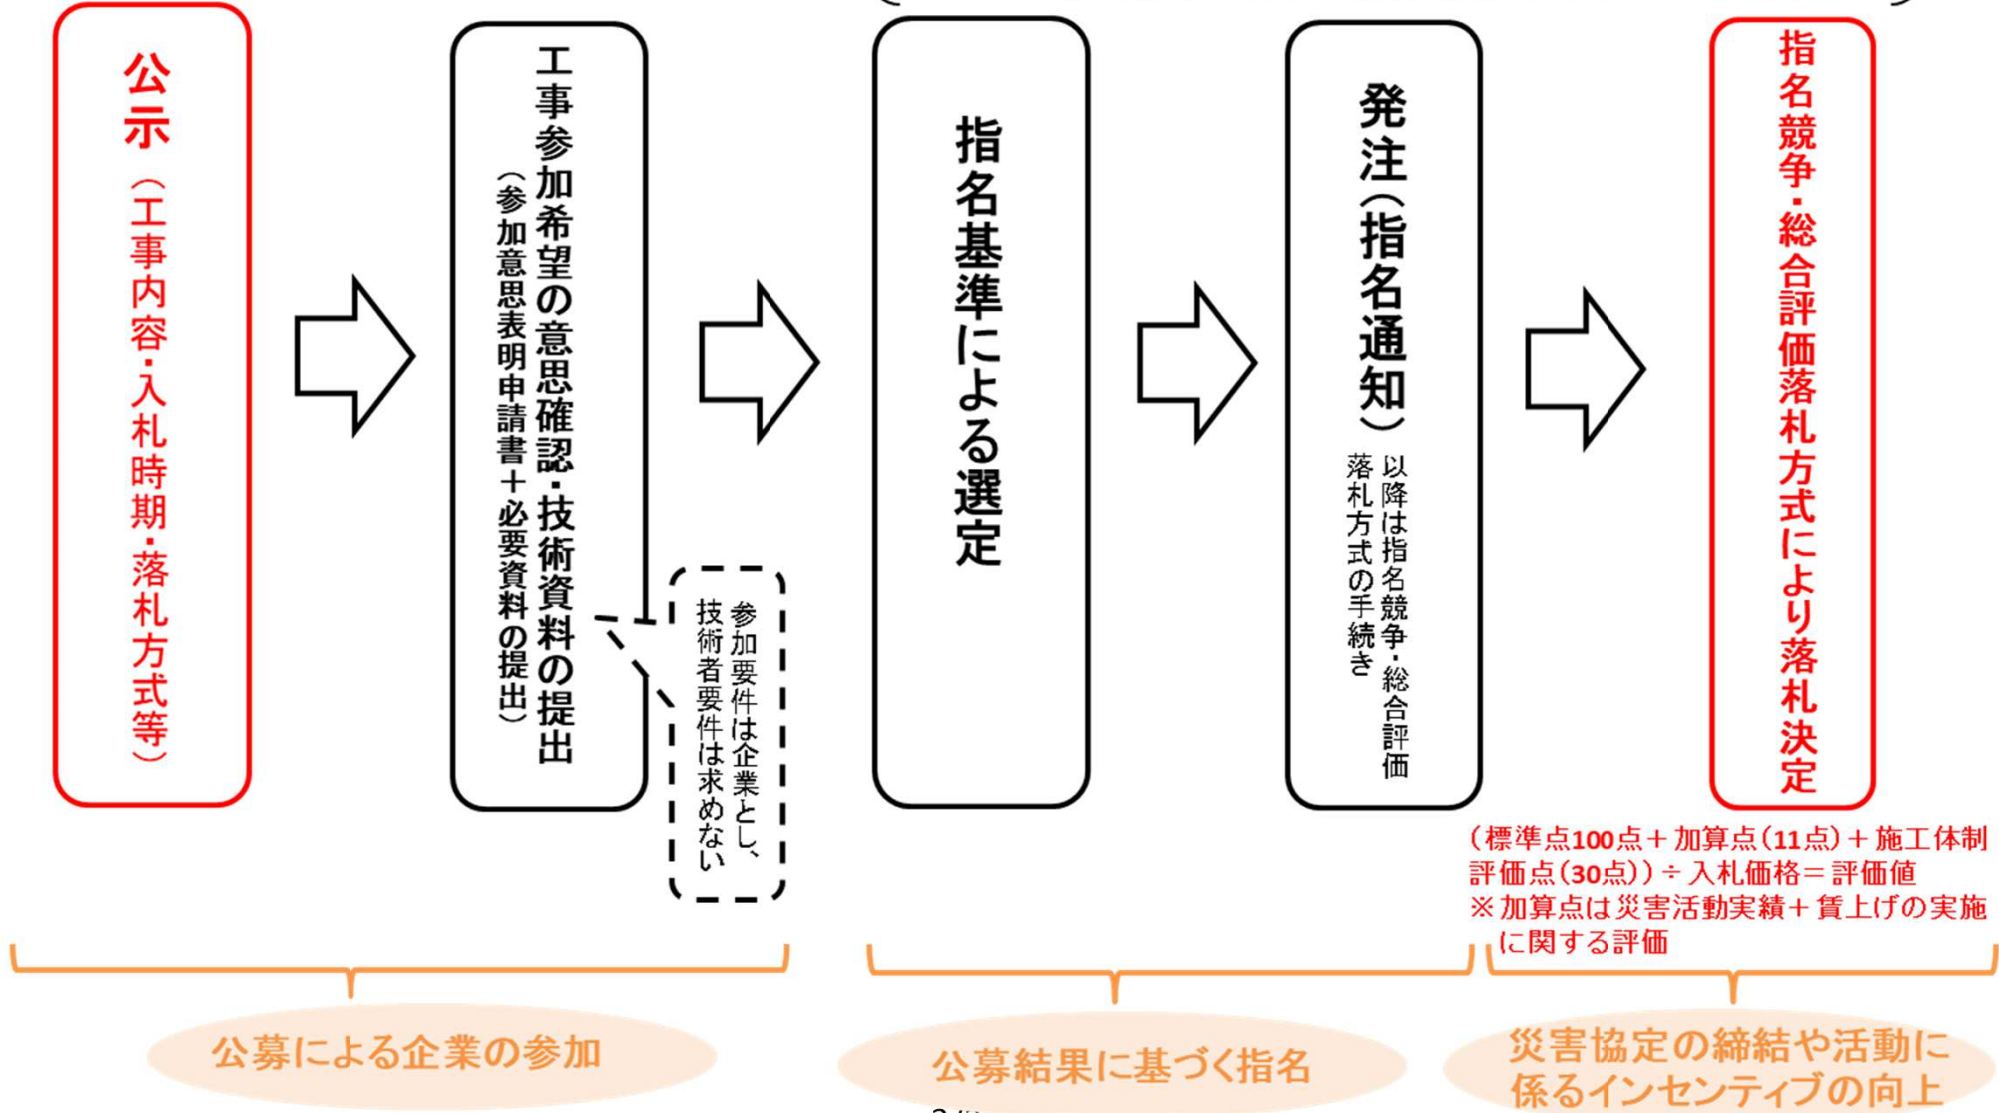 公示
（工事内容・入札時期・落札方式等）
工事参加希望の意思確認・技術資料の提出
（参加意思表明申請書＋必要資料の提出）
参加要件は企業とし、
技術者要件は求めない
指名基準による選定
発注（指名通知）
以降は指名競争・総合評価
落札方式の手続き
指名競争・総合評価落札方式により落札決定
（標準点100点＋加算点（11点）＋施工体制
評価点（30点））÷入札価格＝評価値
※加算点は災害活動実績＋賃上げの実施
に関する評価
公募による企業の参加
公募結果に基づく指名
災害協定の締結や活動に
係るインセンティブの向上